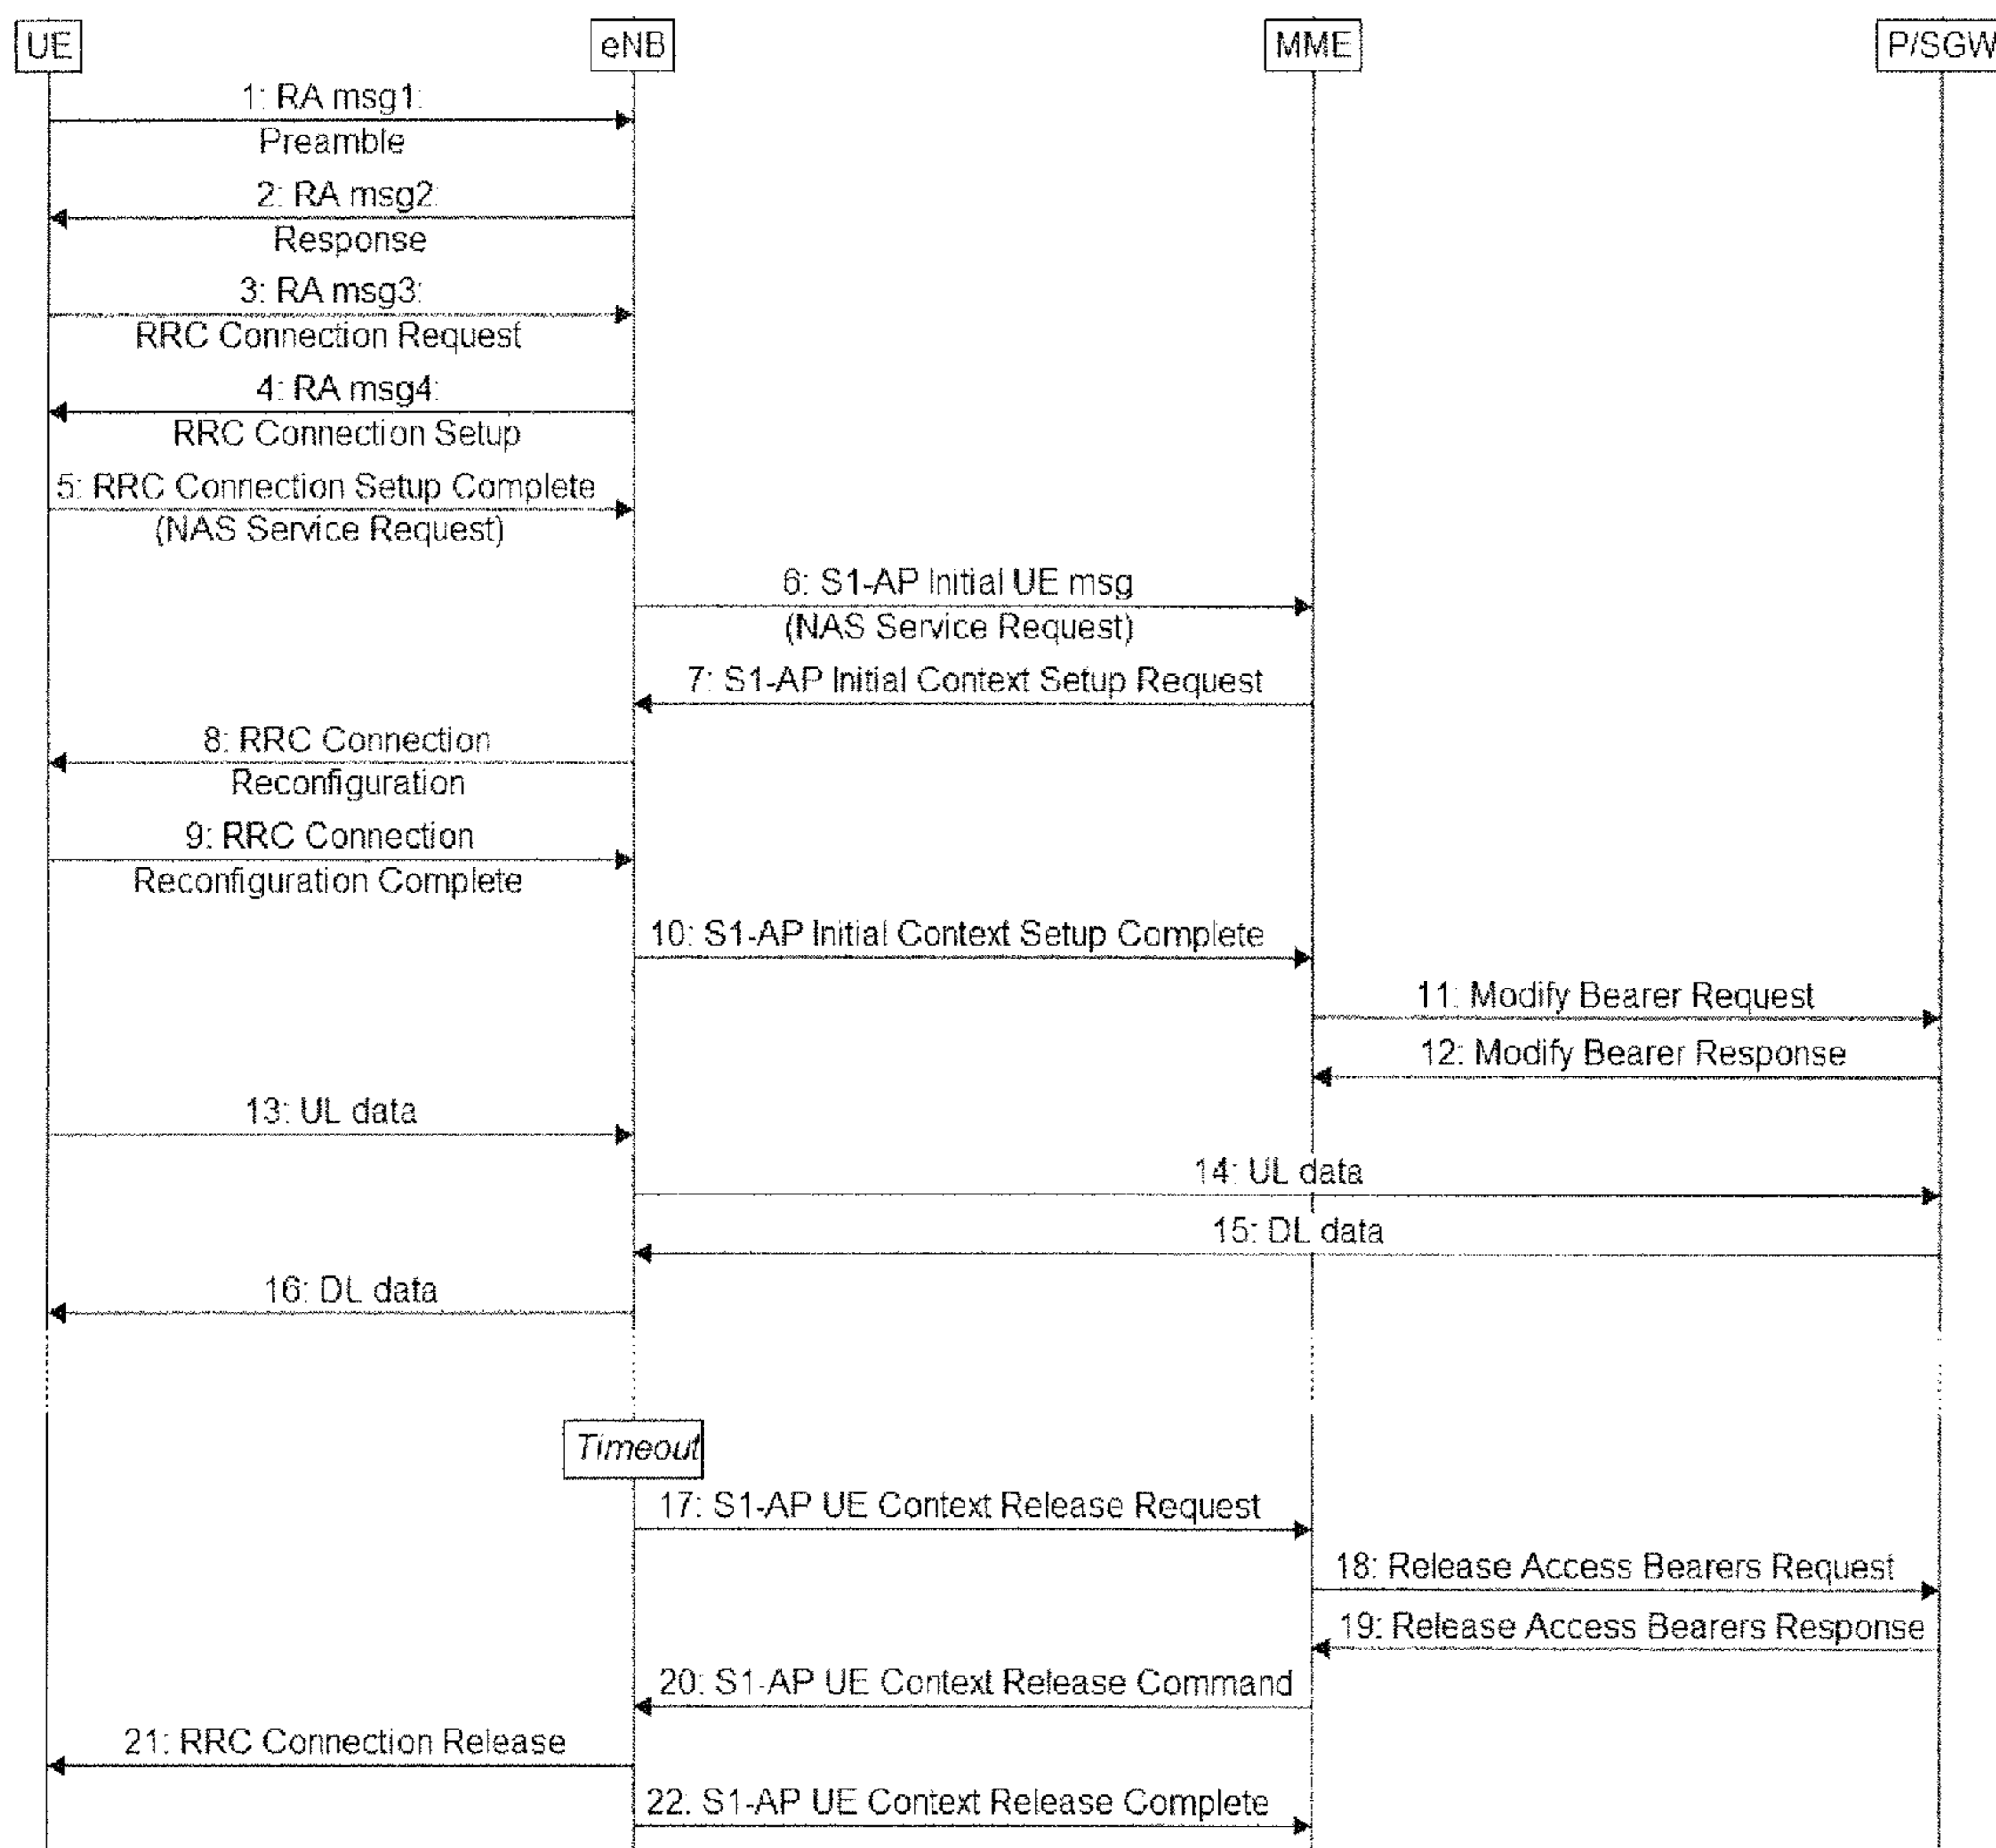 UE
eNB
MME
P/SGW
1: RA msg1:
Preamble
2: RA msg2:
Response
3: RA msg3:
RRC Connection Request
4: RA msg4:
RRC Connection Setup
5: RRC Connection Setup Complete
(NAS Service Request)
6: S1-AP Initial UE msg
(NAS Service Request)
7: S1-AP Initial Context Setup Request
8: RRC Connection
Reconfiguration
9: RRC Connection
Reconfiguration Complete
10: S1-AP Initial Context Setup Complete
11: Modify Bearer Request
12: Modify Bearer Response
13: UL data
14: UL data
15: DL data
16: DL data
Timeout
17: S1-AP UE Context Release Request
18: Release Access Bearers Request
19: Release Access Bearers Response
20: S1-AP UE Context Release Command
21: RRC Connection Release
22: S1-AP UE Context Release Complete